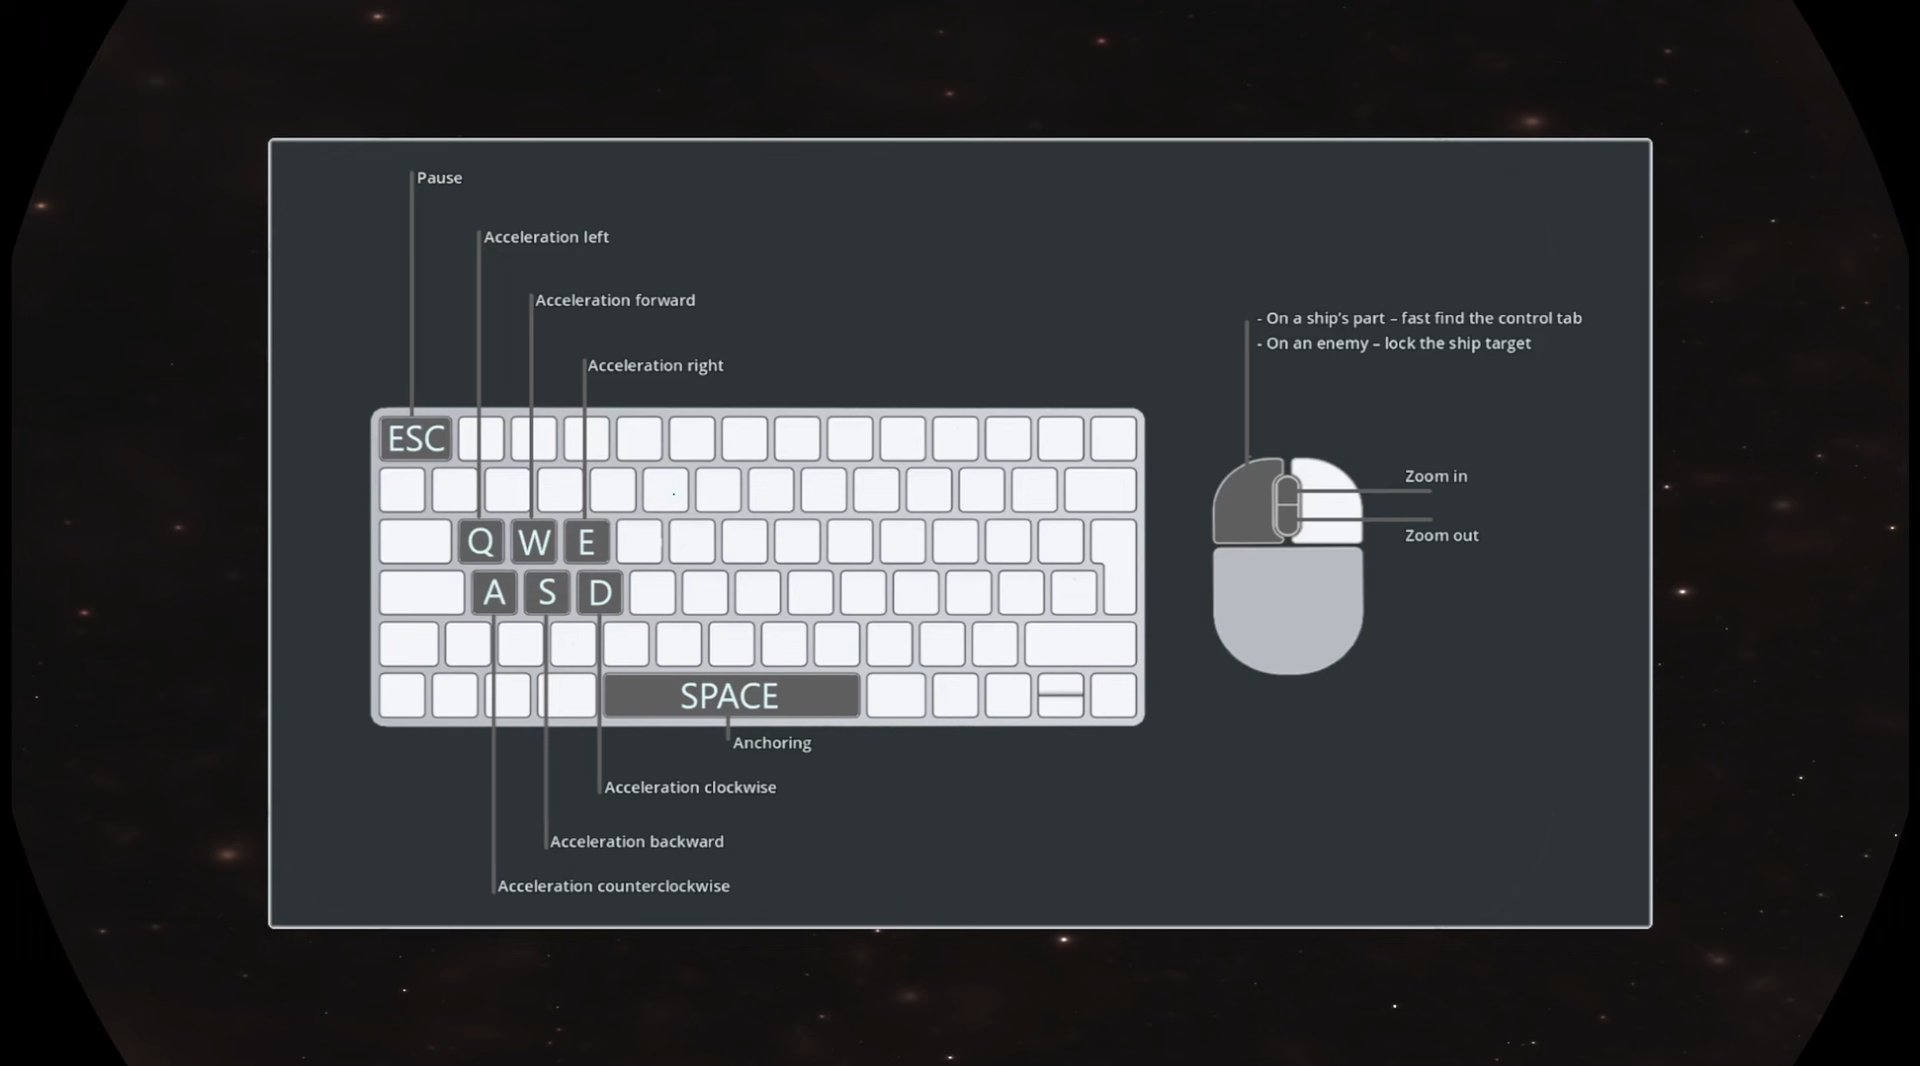 Pause
Acceleration left
Acceleration forward
Acceleration right
- On a ship's part – fast find the control tab
- On an enemy – lock the ship target
ESC
Zoom in
Zoom out
Q W E
A S D
SPACE
Anchoring
Acceleration clockwise
Acceleration backward
Acceleration counterclockwise